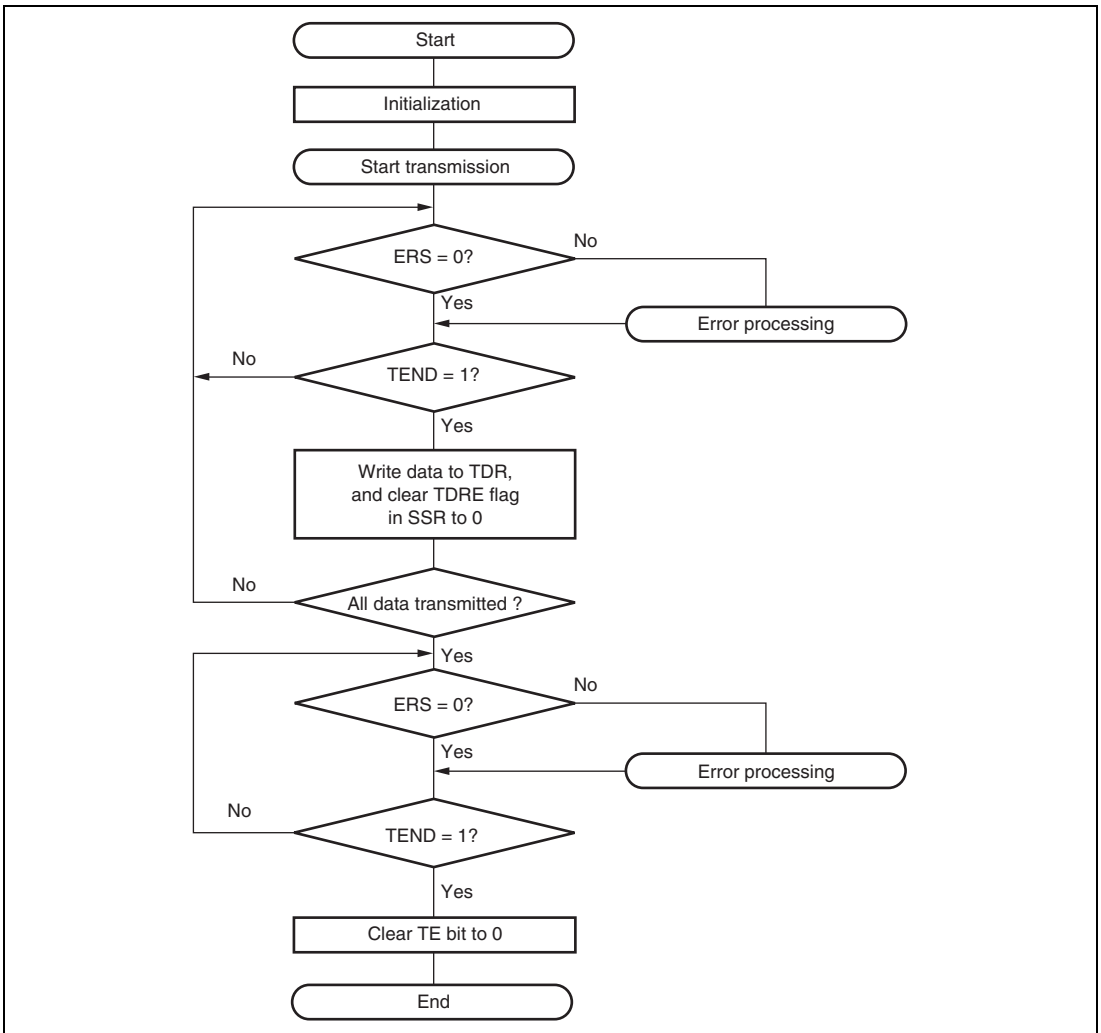 Start
Initialization
Start transmission
ERS = 0?
No
Yes
Error processing
No
TEND = 1?
Yes
Write data to TDR,
and clear TDRE flag
in SSR to 0
No
All data transmitted ?
Yes
ERS = 0?
No
Yes
Error processing
No
TEND = 1?
Yes
Clear TE bit to 0
End